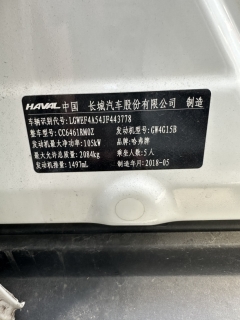 HAVAL 中国 长城汽车股份有限公司 制造
车辆识别代号: LGWEF4A54JF443778
整车型号: CC6461RM0Z 发动机型号: GW4G15B
发动机最大净功率: 105kW 品牌: 哈弗牌
最大允许总质量: 2084kg 乘坐人数: 5人
发动机排量: 1497mL 制造年月: 2018-05